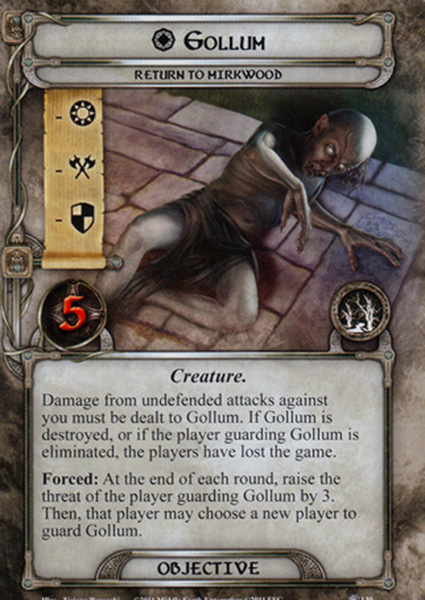 Gollum
Return to Mirkwood
-
-
-
5
Creature.
Damage from undefended attacks against
you must be dealt to Gollum. If Gollum is
destroyed, or if the player guarding Gollum is
eliminated, the players have lost the game.
Forced: At the end of each round, raise the
threat of the player guarding Gollum by 3.
Then, that player may choose a new player to
guard Gollum.
Objective